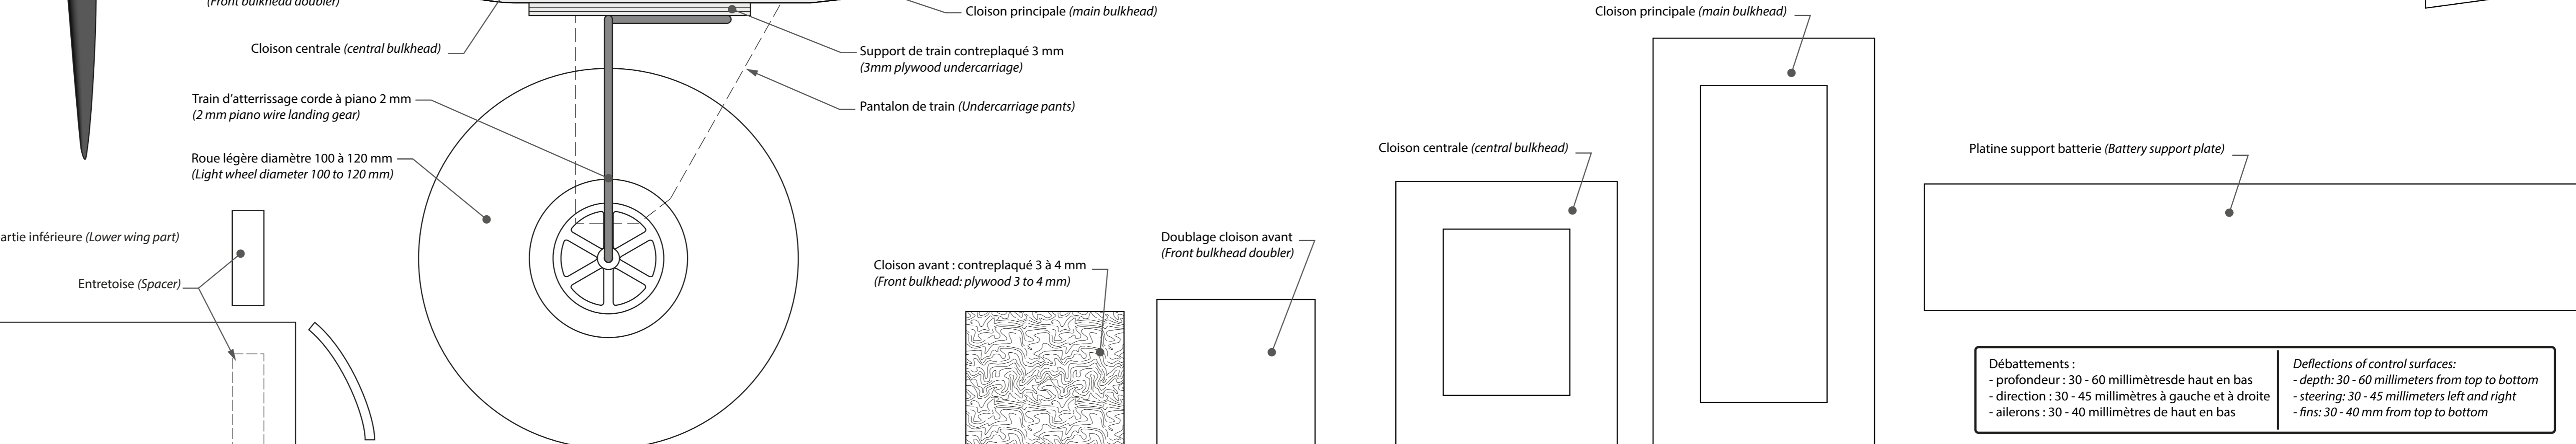 (Front bulkhead doubler)
Cloison centrale (central bulkhead)
Train d'atterrissage corde à piano 2 mm
(2 mm piano wire landing gear)
Roue légère diamètre 100 à 120 mm
(Light wheel diameter 100 to 120 mm)
artie inférieure (Lower wing part)
Entretoise (Spacer)
Cloison principale (main bulkhead)
Support de train contreplaqué 3 mm
(3mm plywood undercarriage)
Pantalon de train (Undercarriage pants)
Cloison avant : contreplaqué 3 à 4 mm
(Front bulkhead: plywood 3 to 4 mm)
Doublage cloison avant
(Front bulkhead doubler)
Cloison centrale (central bulkhead)
Cloison principale (main bulkhead)
Platine support batterie (Battery support plate)
Débattements :
- profondeur : 30 - 60 millimètresde haut en bas
- direction : 30 - 45 millimètres à gauche et à droite
- ailerons : 30 - 40 millimètres de haut en bas
Deflections of control surfaces:
- depth: 30 - 60 millimeters from top to bottom
- steering: 30 - 45 millimeters left and right
- fins: 30 - 40 mm from top to bottom